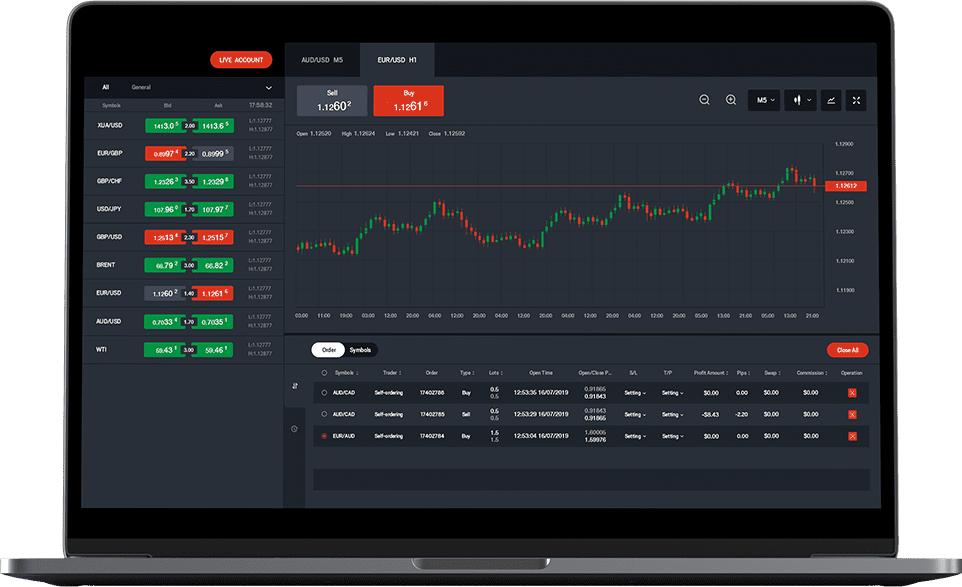 LIVE ACCOUNT
AUD/USD M5
EUR/USD H1
All
General
Symbols
Bid
Ask
17:58:32
XUA/USD
1413.0 5
2.00
1413.6 5
L:1.12777
H:1.12877
EUR/GBP
0.8997 4
2.20
0.8999 5
L:1.12777
H:1.12877
GBP/CHF
1.2326 3
3.50
1.2329 8
L:1.12777
H:1.12877
USD/JPY
107.96 0
1.70
107.97 7
L:1.12777
H:1.12877
GBP/USD
1.2513 4
2.30
1.2515 7
L:1.12777
H:1.12877
BRENT
66.79 2
3.00
66.82 2
L:1.12777
H:1.12877
EUR/USD
1.1260 2
1.40
1.1261 6
L:1.12777
H:1.12877
AUD/USD
0.7033 4
1.70
0.7035 1
L:1.12777
H:1.12877
WTI
59.43 1
3.00
59.46 1
L:1.12777
H:1.12877
Sell
1.1260 2
Buy
1.1261 6
M5
Open 1.12520 High 1.12624 Low 1.12421 Close 1.12592
1.12900
1.12700
1.12612
1.12500
1.12300
1.12100
1.11900
03:00 11:00 19:00 03:00 12:00 20:00 04:00 12:00 20:00 04:00 12:00 20:00 04:00 12:00 20:00 04:00 12:00 20:00 05:00 13:00 21:00 05:00 13:00 21:00
Order
Symbols
Close All
Symbols Trader Order Type Lots Open Time Open/Close P... S/L T/P Profit Amount Pips Swap Commission Operation
AUD/CAD Self-ordering 17402786 Buy 0.5 0.5 12:53:35 16/07/2019 0.91865 0.91843 Setting Setting $0.00 0.00 $0.00 $0.00
AUD/CAD Self-ordering 17402785 Sell 0.5 0.5 12:53:29 16/07/2019 0.91843 0.91865 Setting Setting -$8.43 -2.20 $0.00 $0.00
EUR/AUD Self-ordering 17402784 Buy 1.5 1.5 12:53:04 16/07/2019 1.60005 1.59976 Setting Setting $0.00 0.00 $0.00 $0.00